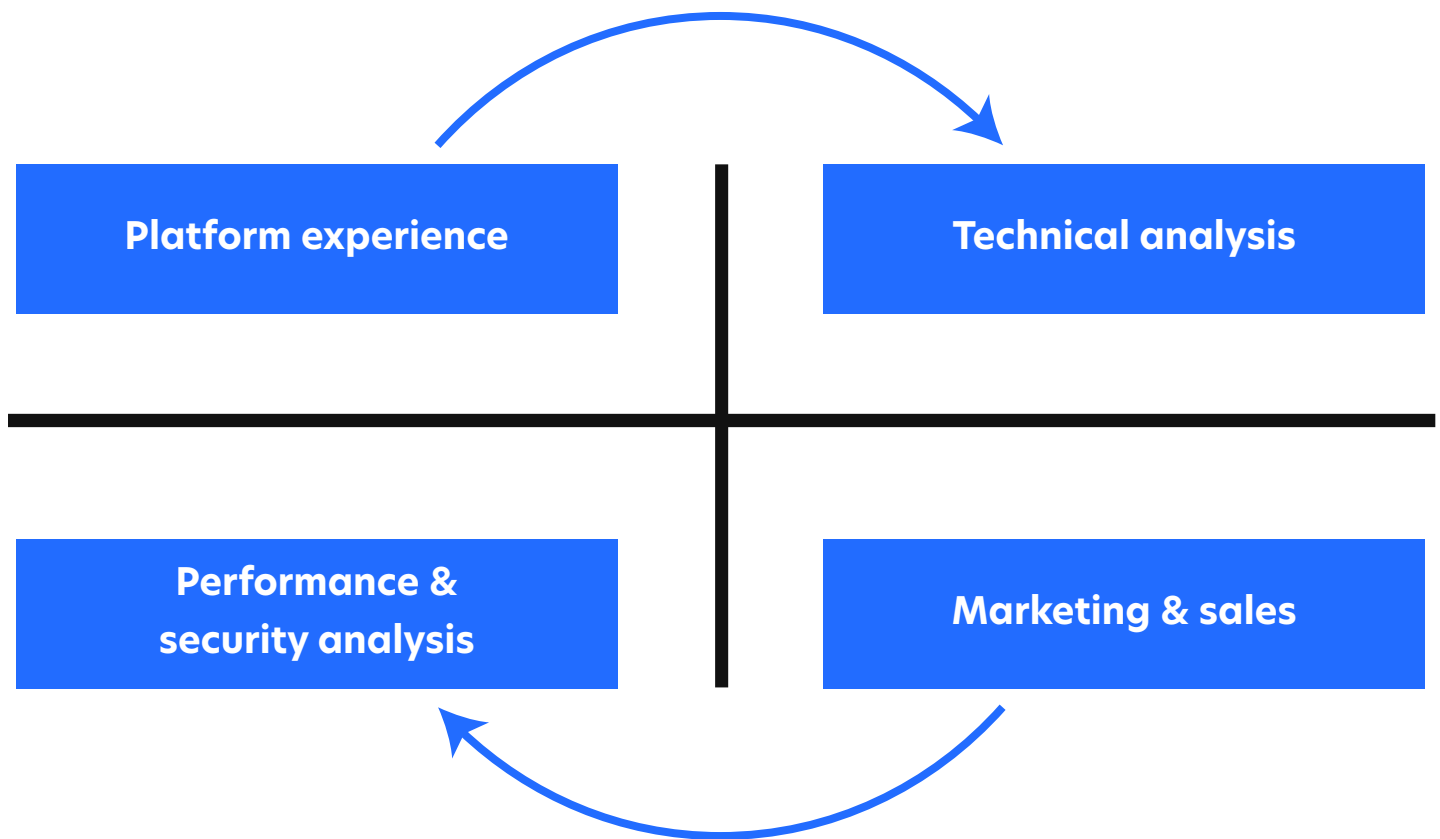 Platform experience
Technical analysis
Performance &
security analysis
Marketing & sales